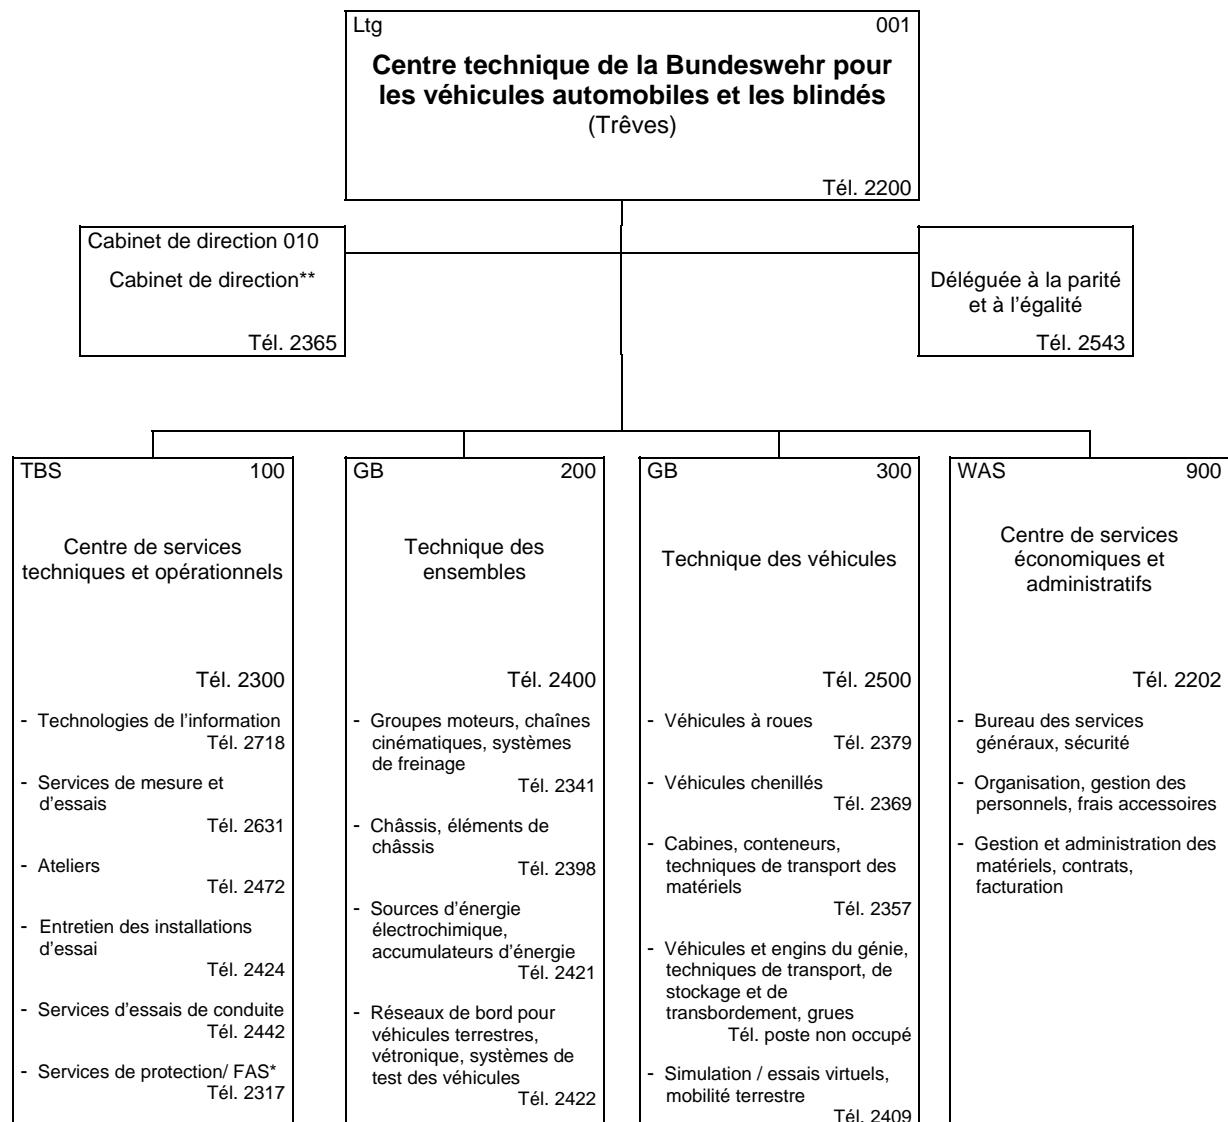 Ltg 001
Centre technique de la Bundeswehr pour
les véhicules automobiles et les blindés
(Trêves)
Tél. 2200
Cabinet de direction 010
Cabinet de direction**
Tél. 2365
Déléguée à la parité
et à l'égalité
Tél. 2543
TBS 100
Centre de services
techniques et opérationnels
Tél. 2300
- Technologies de l'information
Tél. 2718
- Services de mesure et
d'essais
Tél. 2631
- Ateliers
Tél. 2472
- Entretien des installations
d'essai
Tél. 2424
- Services d'essais de conduite
Tél. 2442
- Services de protection/ FAS*
Tél. 2317
GB 200
Technique des
ensembles
Tél. 2400
- Groupes moteurs, chaînes
cinématiques, systèmes
de freinage
Tél. 2341
- Châssis, éléments de
châssis
Tél. 2398
- Sources d'énergie
électrochimique,
accumulateurs d'énergie
Tél. 2421
- Réseaux de bord pour
véhicules terrestres,
vétronique, systèmes de
test des véhicules
Tél. 2422
GB 300
Technique des véhicules
Tél. 2500
- Véhicules à roues
Tél. 2379
- Véhicules chenillés
Tél. 2369
- Cabines, conteneurs,
techniques de transport des
matériels
Tél. 2357
- Véhicules et engins du génie,
techniques de transport, de
stockage et de
transbordement, grues
Tél. poste non occupé
- Simulation / essais virtuels,
mobilité terrestre
Tél. 2409
WAS 900
Centre de services
économiques et
administratifs
Tél. 2202
- Bureau des services
généraux, sécurité
- Organisation, gestion des
personnels, frais accessoires
- Gestion et administration des
matériels, contrats,
facturation